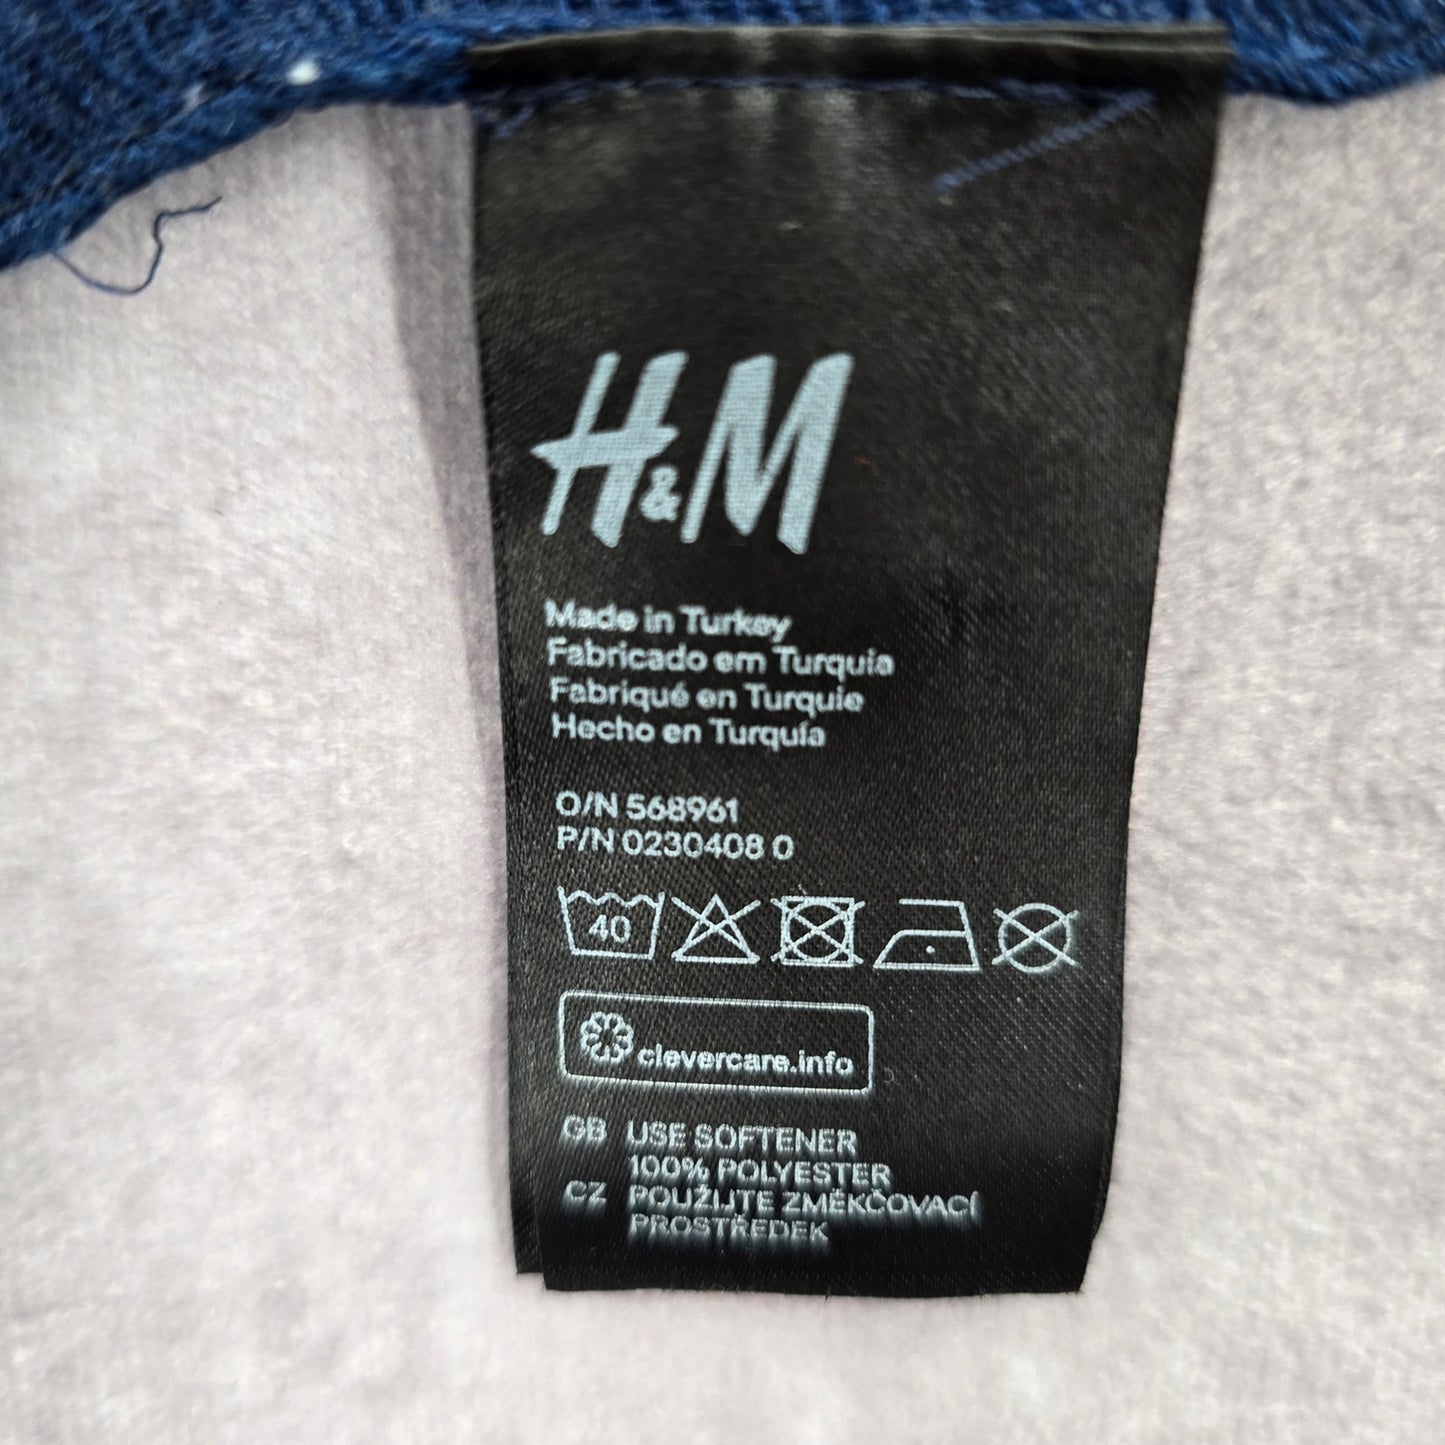 H&M
Made in Turkey
Fabricado em Turquia
Fabriqué en Turquie
Hecho en Turquía
O/N 568961
P/N 0230408 0
40
clevercare.info
GB USE SOFTENER
100% POLYESTER
CZ POUŽIJTE ZMĚKČOVACÍ
PROSTŘEDEK